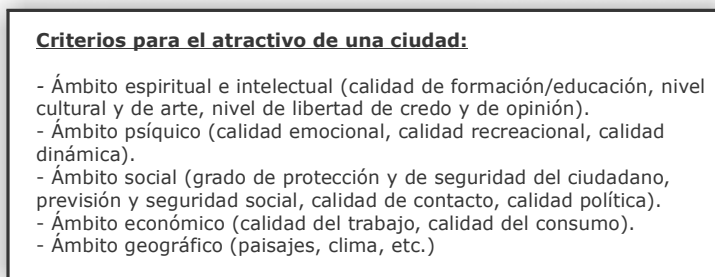 Criterios para el atractivo de una ciudad:
- Ámbito espiritual e intelectual (calidad de formación/educación, nivel
cultural y de arte, nivel de libertad de credo y de opinión).
- Ámbito psíquico (calidad emocional, calidad recreacional, calidad
dinámica).
- Ámbito social (grado de protección y de seguridad del ciudadano,
previsión y seguridad social, calidad de contacto, calidad política).
- Ámbito económico (calidad del trabajo, calidad del consumo).
- Ámbito geográfico (paisajes, clima, etc.)